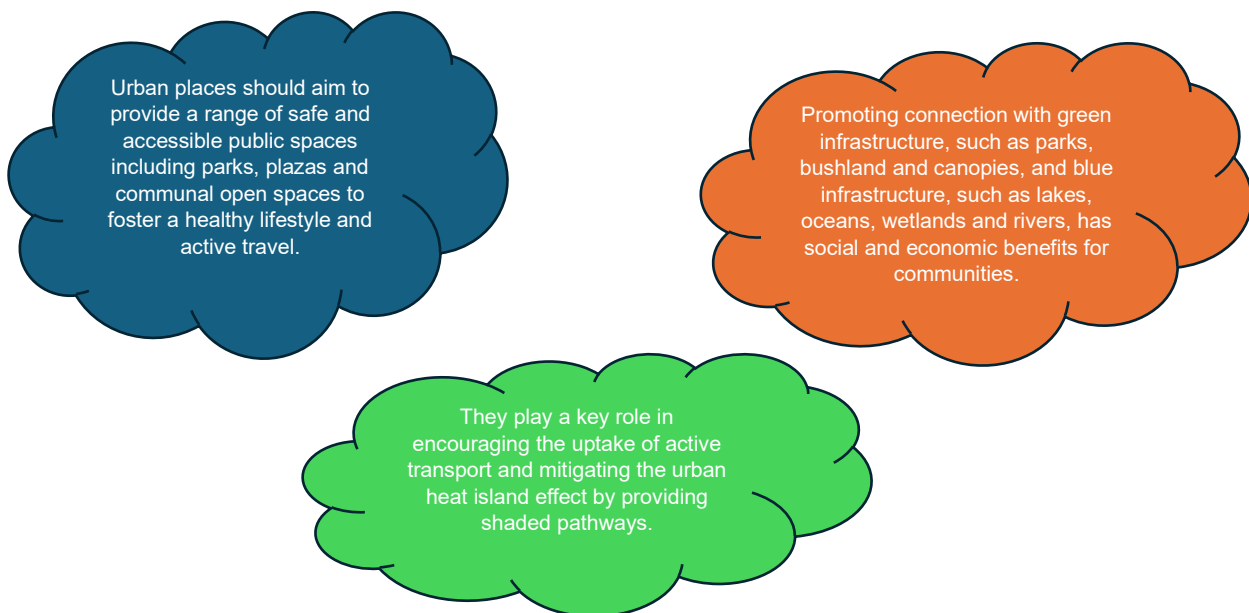 Urban places should aim to
provide a range of safe and
accessible public spaces
including parks, plazas and
communal open spaces to
foster a healthy lifestyle and
active travel.
Promoting connection with green
infrastructure, such as parks,
bushland and canopies, and blue
infrastructure, such as lakes,
oceans, wetlands and rivers, has
social and economic benefits for
communities.
They play a key role in
encouraging the uptake of active
transport and mitigating the urban
heat island effect by providing
shaded pathways.